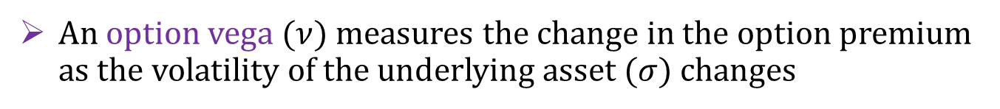 ➢ An option vega (𝜈) measures the change in the option premium
as the volatility of the underlying asset (𝜎) changes